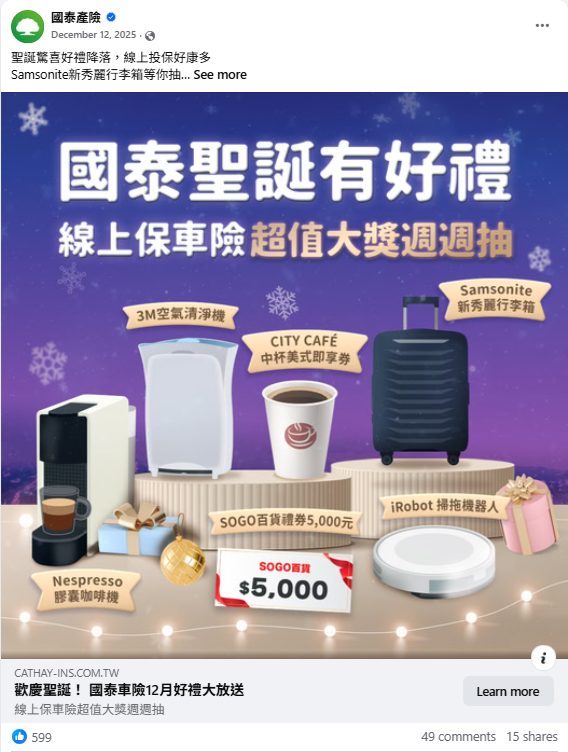 國泰產險
December 12, 2025 ·
聖誕驚喜好禮降落，線上投保好康多
Samsonite新秀麗行李箱等你抽... See more
國泰聖誕有好禮
線上保車險超值大獎週週抽
Samsonite
新秀麗行李箱
3M空氣清淨機
CITY CAFÉ
中杯美式即享券
SOGO百貨禮券5,000元
iRobot 掃拖機器人
Nespresso
膠囊咖啡機
SOGO百貨
$5,000
i
CATHAY-INS.COM.TW
歡慶聖誕！ 國泰車險12月好禮大放送
線上保車險超值大獎週週抽
Learn more
599
49 comments 15 shares